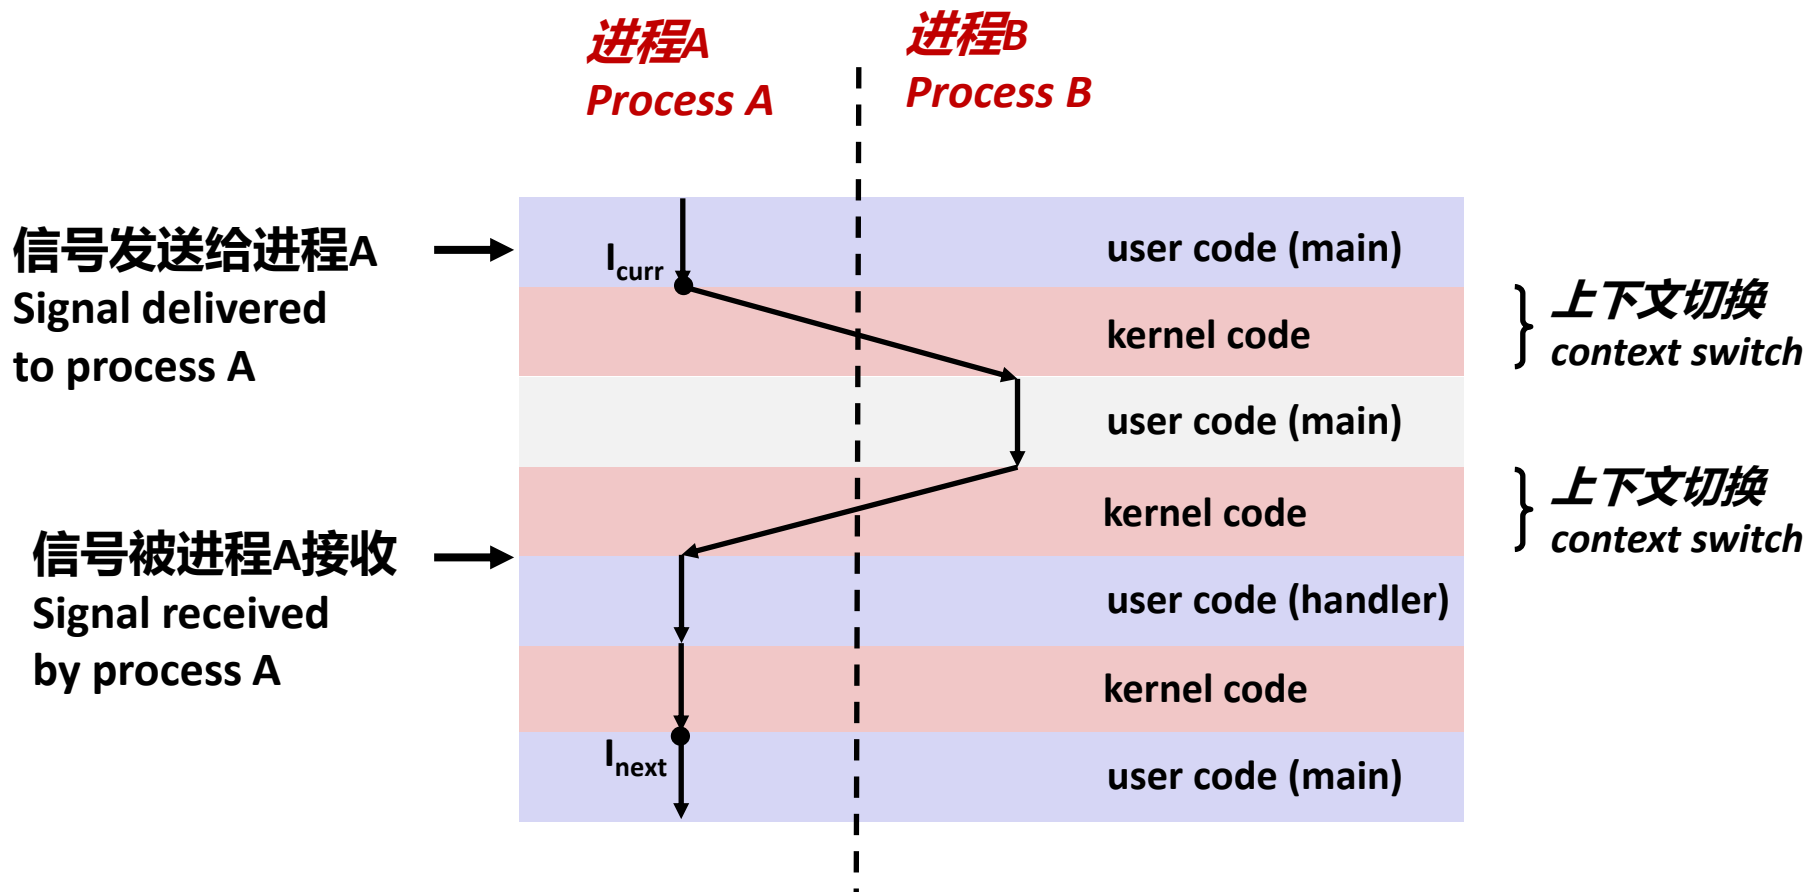 进程A
Process A
进程B
Process B
信号发送给进程A
Signal delivered
to process A
I curr
user code (main)
kernel code
上下文切换
context switch
user code (main)
kernel code
上下文切换
context switch
信号被进程A接收
Signal received
by process A
user code (handler)
kernel code
I next
user code (main)